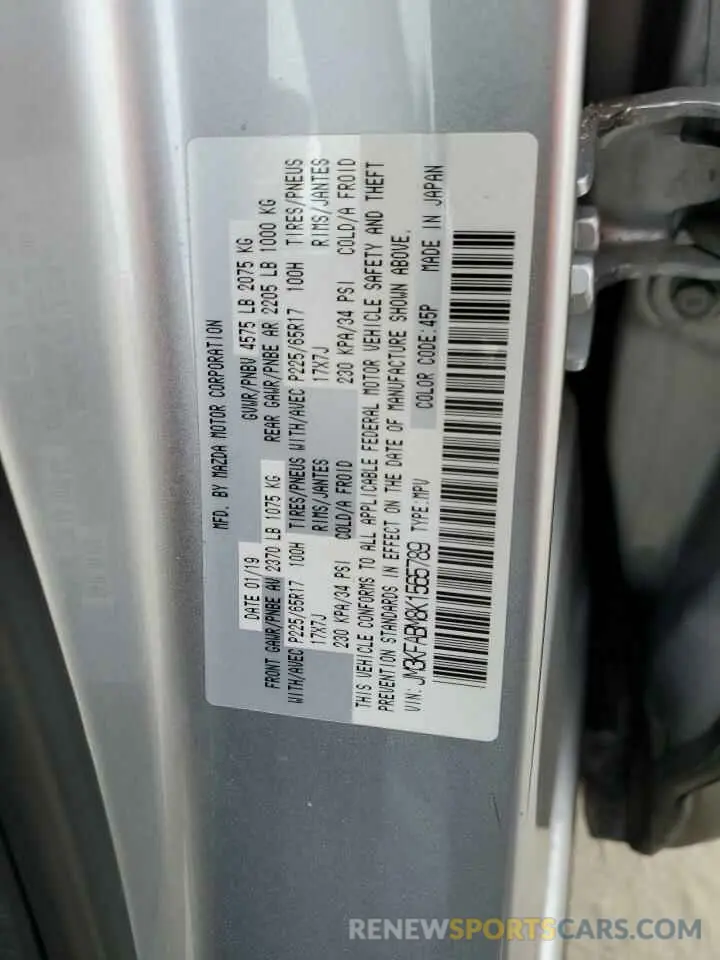 MFD. BY MAZDA MOTOR CORPORATION
DATE 01/19 GVWR/PNBV 4575 LB 2075 KG
FRONT GAWR/PNBE AV 2370 LB 1075 KG REAR GAWR/PNBE AR 2205 LB 1000 KG
WITH/AVEC P225/65R17 100H TIRES/PNEUS WITH/AVEC P225/65R17 100H TIRES/PNEUS
17X7J RIMS/JANTES 17X7J RIMS/JANTES
230 KPA/34 PSI COLD/A FROID 230 KPA/34 PSI COLD/A FROID
THIS VEHICLE CONFORMS TO ALL APPLICABLE FEDERAL MOTOR VEHICLE SAFETY AND THEFT
PREVENTION STANDARDS IN EFFECT ON THE DATE OF MANUFACTURE SHOWN ABOVE.
VIN: JM3KFABM8K1565789 TYPE:MPV COLOR CODE:45P MADE IN JAPAN
RENEWSPORTSCARS.COM